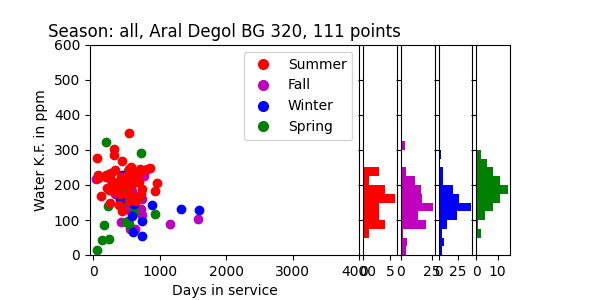 Season: all, Aral Degol BG 320, 111 points
Water K.F. in ppm
600
500
400
300
200
100
0
Summer
Fall
Winter
Spring
0 1000 2000 3000 4000
0 5 0 25 0 25 0 10
Days in service